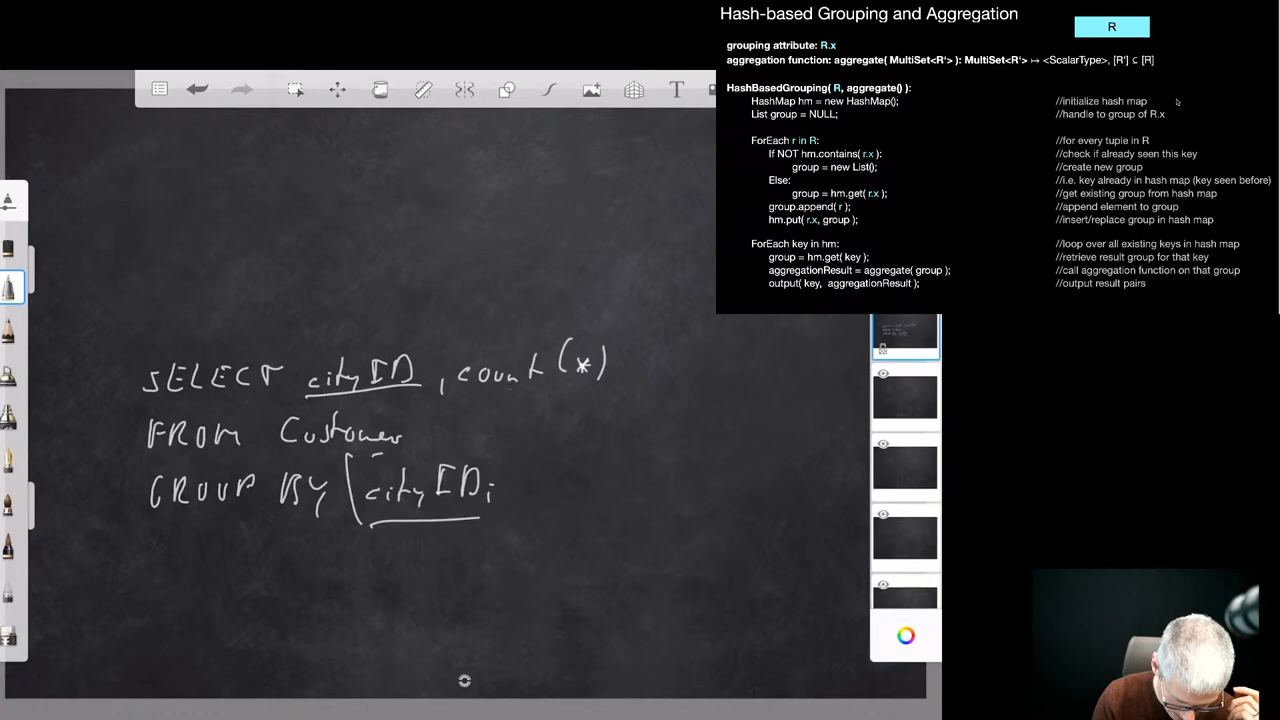 Hash-based Grouping and Aggregation
R
grouping attribute: R.x
aggregation function: aggregate( MultiSet<R'> ): MultiSet<R'> ↦ <ScalarType>, [R'] ⊆ [R]
HashBasedGrouping( R, aggregate() ):
HashMap hm = new HashMap(); //initialize hash map
List group = NULL; //handle to group of R.x
ForEach r in R: //for every tuple in R
If NOT hm.contains( r.x ): //check if already seen this key
group = new List(); //create new group
Else: //i.e. key already in hash map (key seen before)
group = hm.get( r.x ); //get existing group from hash map
group.append( r ); //append element to group
hm.put( r.x, group ); //insert/replace group in hash map
ForEach key in hm: //loop over all existing keys in hash map
group = hm.get( key ); //retrieve result group for that key
aggregationResult = aggregate( group ); //call aggregation function on that group
output( key, aggregationResult ); //output result pairs
SELECT cityID , count (*)
FROM Customer
GROUP BY cityID;